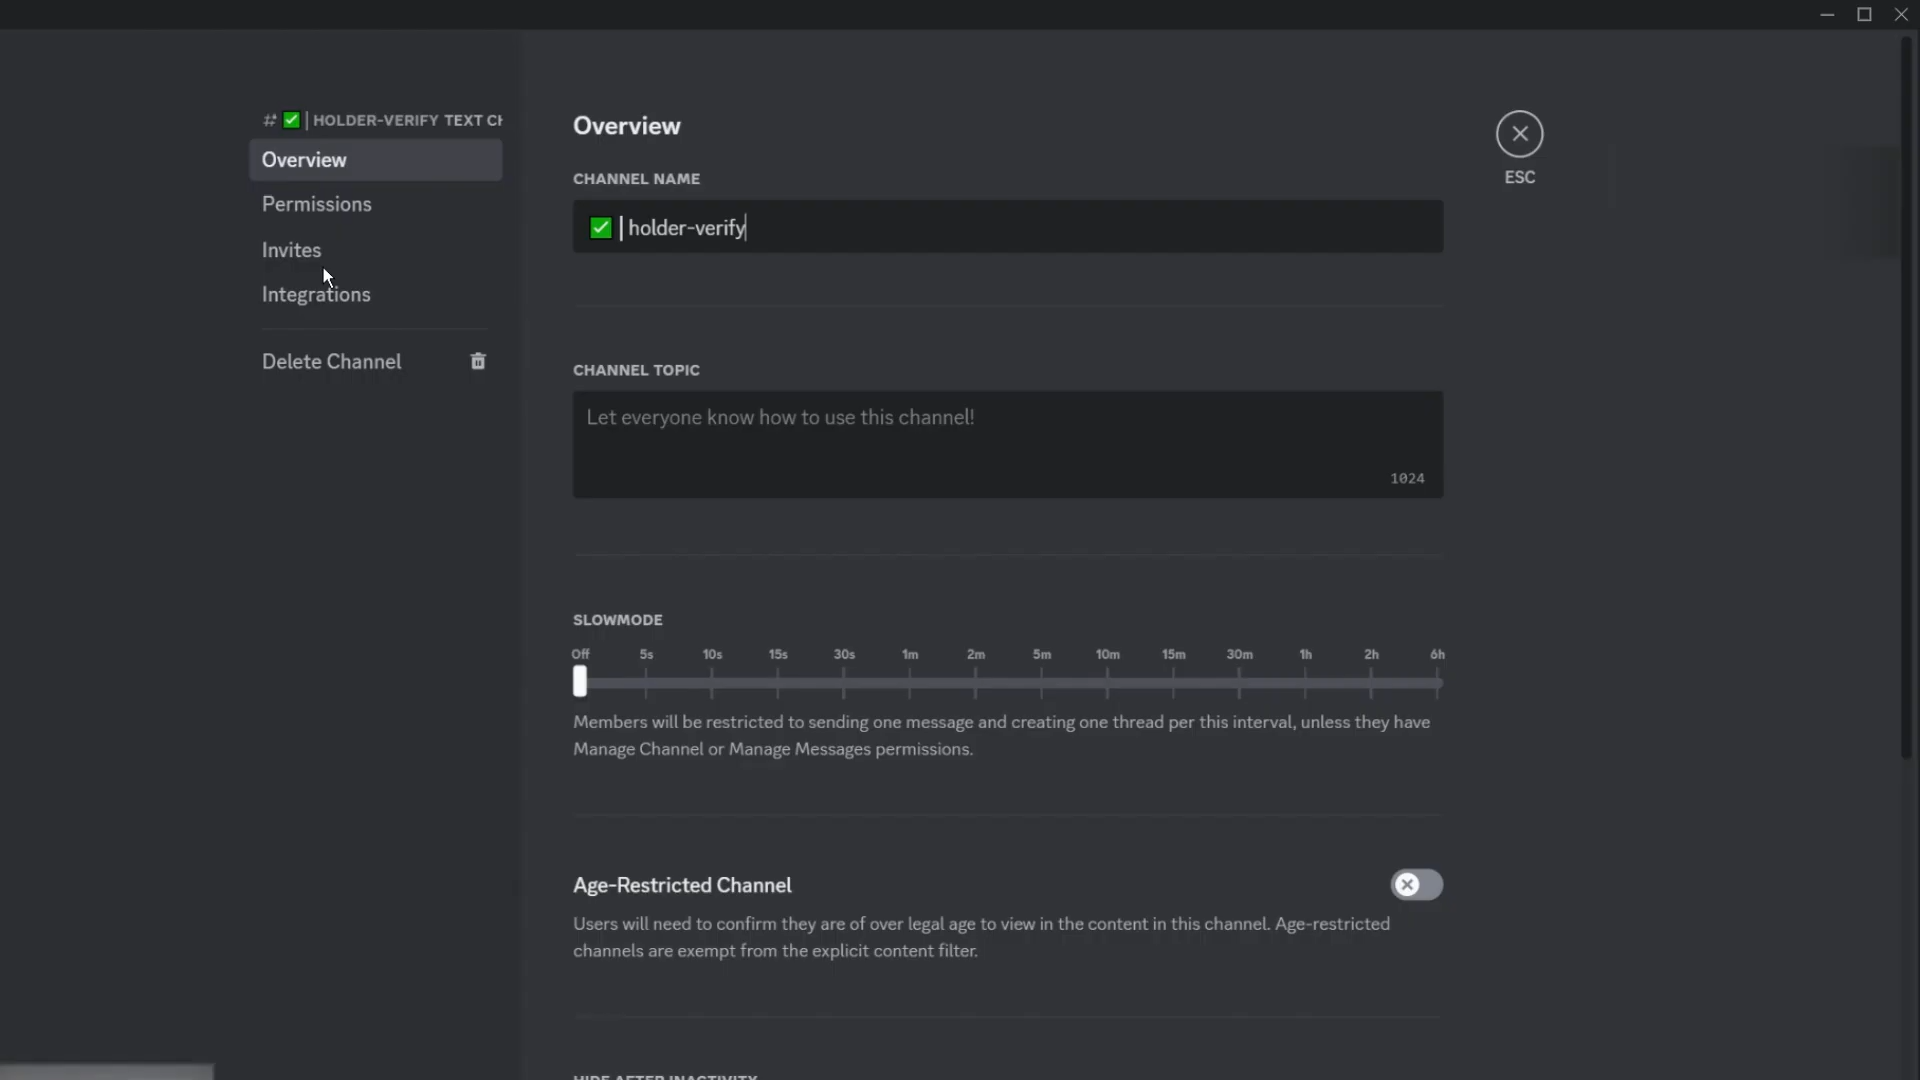 ✅ | HOLDER-VERIFY TEXT CH
Overview
Permissions
Invites
Integrations
Delete Channel
Overview
ESC
CHANNEL NAME
✅ | holder-verify
CHANNEL TOPIC
Let everyone know how to use this channel!
1024
SLOWMODE
Off 5s 10s 15s 30s 1m 2m 5m 10m 15m 30m 1h 2h 6h
Members will be restricted to sending one message and creating one thread per this interval, unless they have
Manage Channel or Manage Messages permissions.
Age-Restricted Channel
Users will need to confirm they are of over legal age to view in the content in this channel. Age-restricted
channels are exempt from the explicit content filter.
HIDE AFTER INACTIVITY